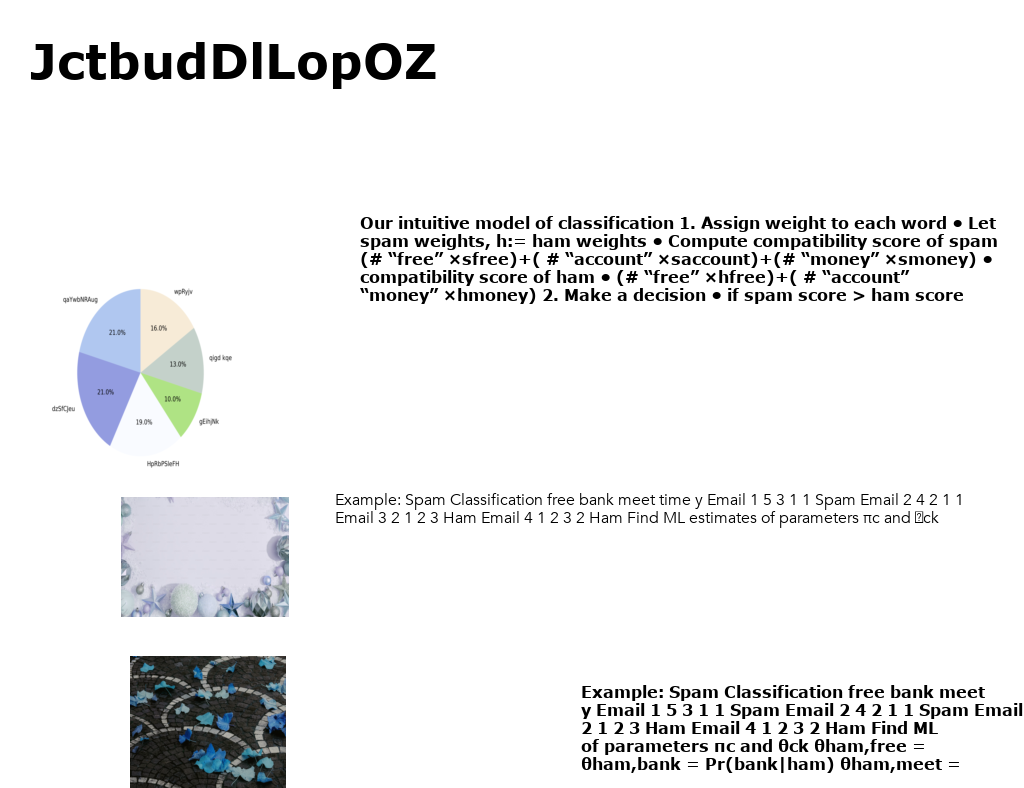 JctbudDlLopOZ
Our intuitive model of classification 1. Assign weight to each word • Let
spam weights, h:= ham weights • Compute compatibility score of spam
(# “free” ×sfree)+( # “account” ×saccount)+(# “money” ×smoney) •
compatibility score of ham • (# “free” ×hfree)+( # “account”
“money” ×hmoney) 2. Make a decision • if spam score > ham score
wpRyjv
qaYwbNRAug
16.0%
21.0%
qigd kqe
13.0%
21.0%
10.0%
dzSfCJeu
19.0%
gEihJNk
HpRbPSleFH
Example: Spam Classification free bank meet time y Email 1 5 3 1 1 Spam Email 2 4 2 1 1
Email 3 2 1 2 3 Ham Email 4 1 2 3 2 Ham Find ML estimates of parameters πc and ck
Example: Spam Classification free bank meet
y Email 1 5 3 1 1 Spam Email 2 4 2 1 1 Spam Email
2 1 2 3 Ham Email 4 1 2 3 2 Ham Find ML
of parameters πc and θck θham,free =
θham,bank = Pr(bank|ham) θham,meet =